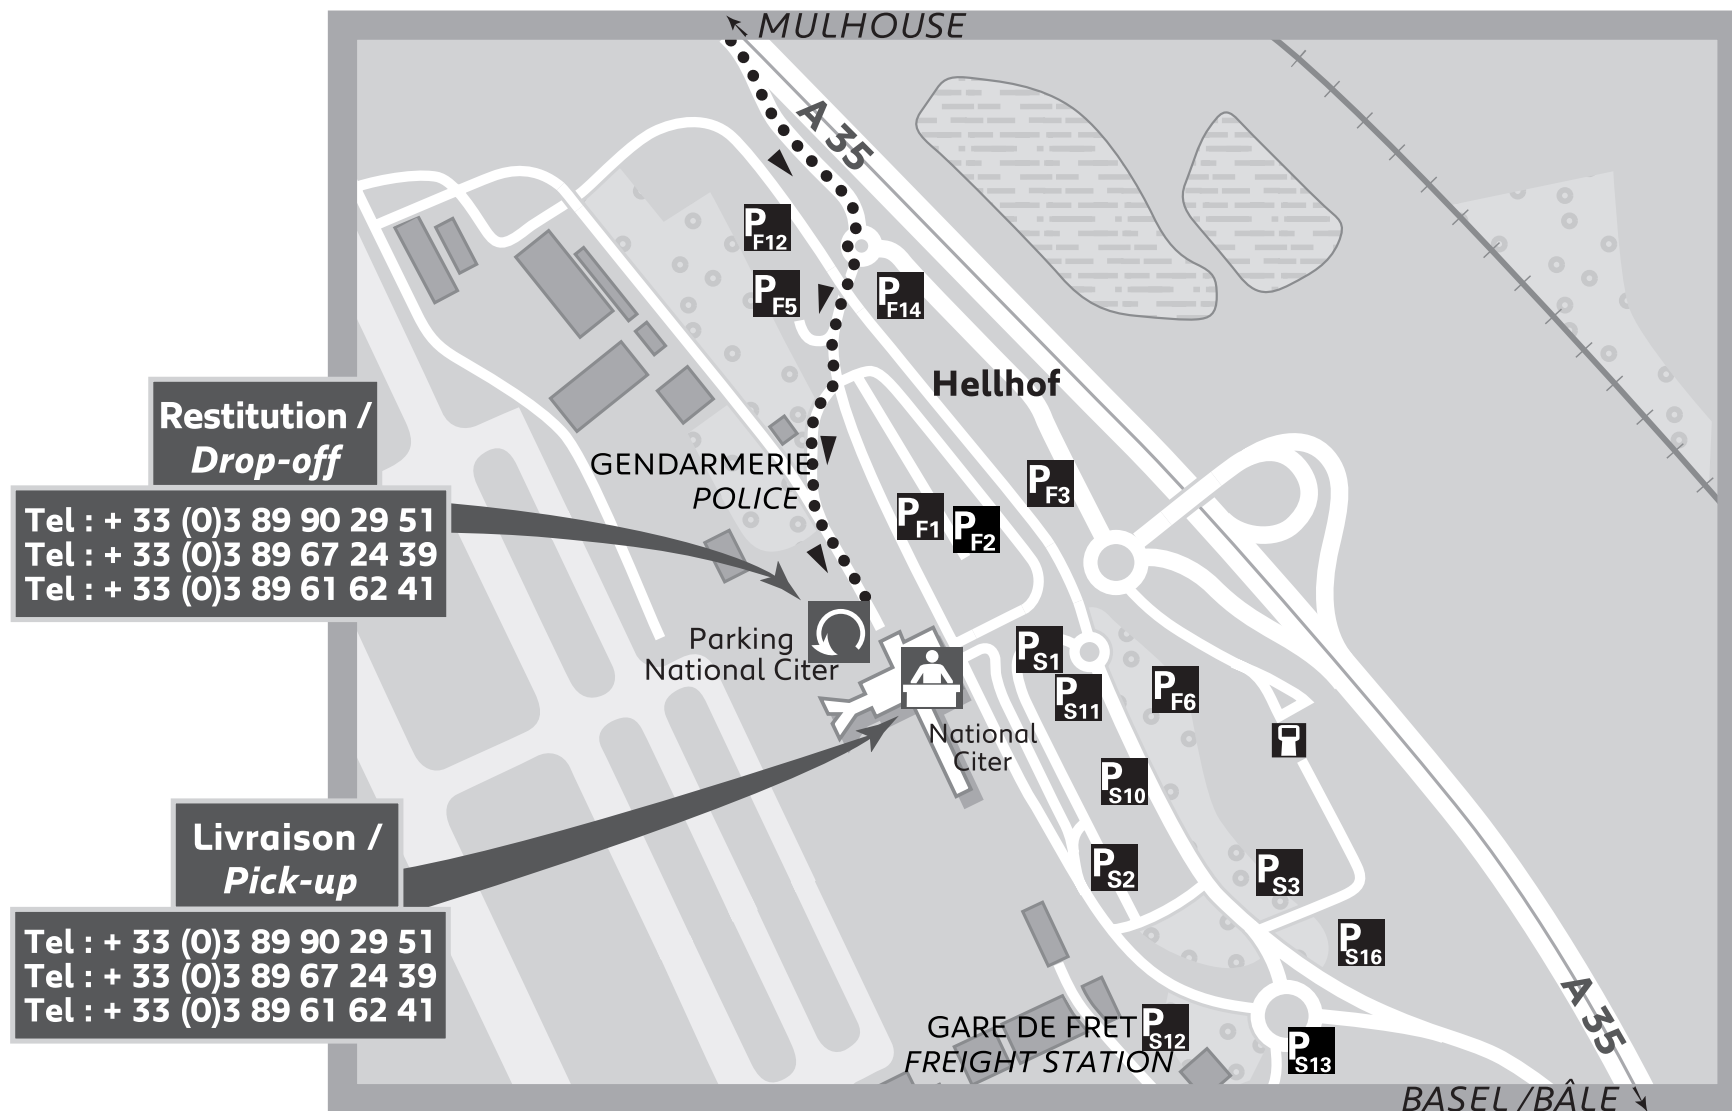 MULHOUSE
A 35
P F12
P F5
P F14
Hellhof
Restitution /
Drop-off
Tel : + 33 (0)3 89 90 29 51
Tel : + 33 (0)3 89 67 24 39
Tel : + 33 (0)3 89 61 62 41
GENDARMERIE
POLICE
P F3
P F1
P F2
Parking
National Citer
P S1
P S11
P F6
National
Citer
P S10
Livraison /
Pick-up
Tel : + 33 (0)3 89 90 29 51
Tel : + 33 (0)3 89 67 24 39
Tel : + 33 (0)3 89 61 62 41
P S2
P S3
P S16
GARE DE FRET
FREIGHT STATION
P S12
P S13
A 35
BASEL /BÂLE